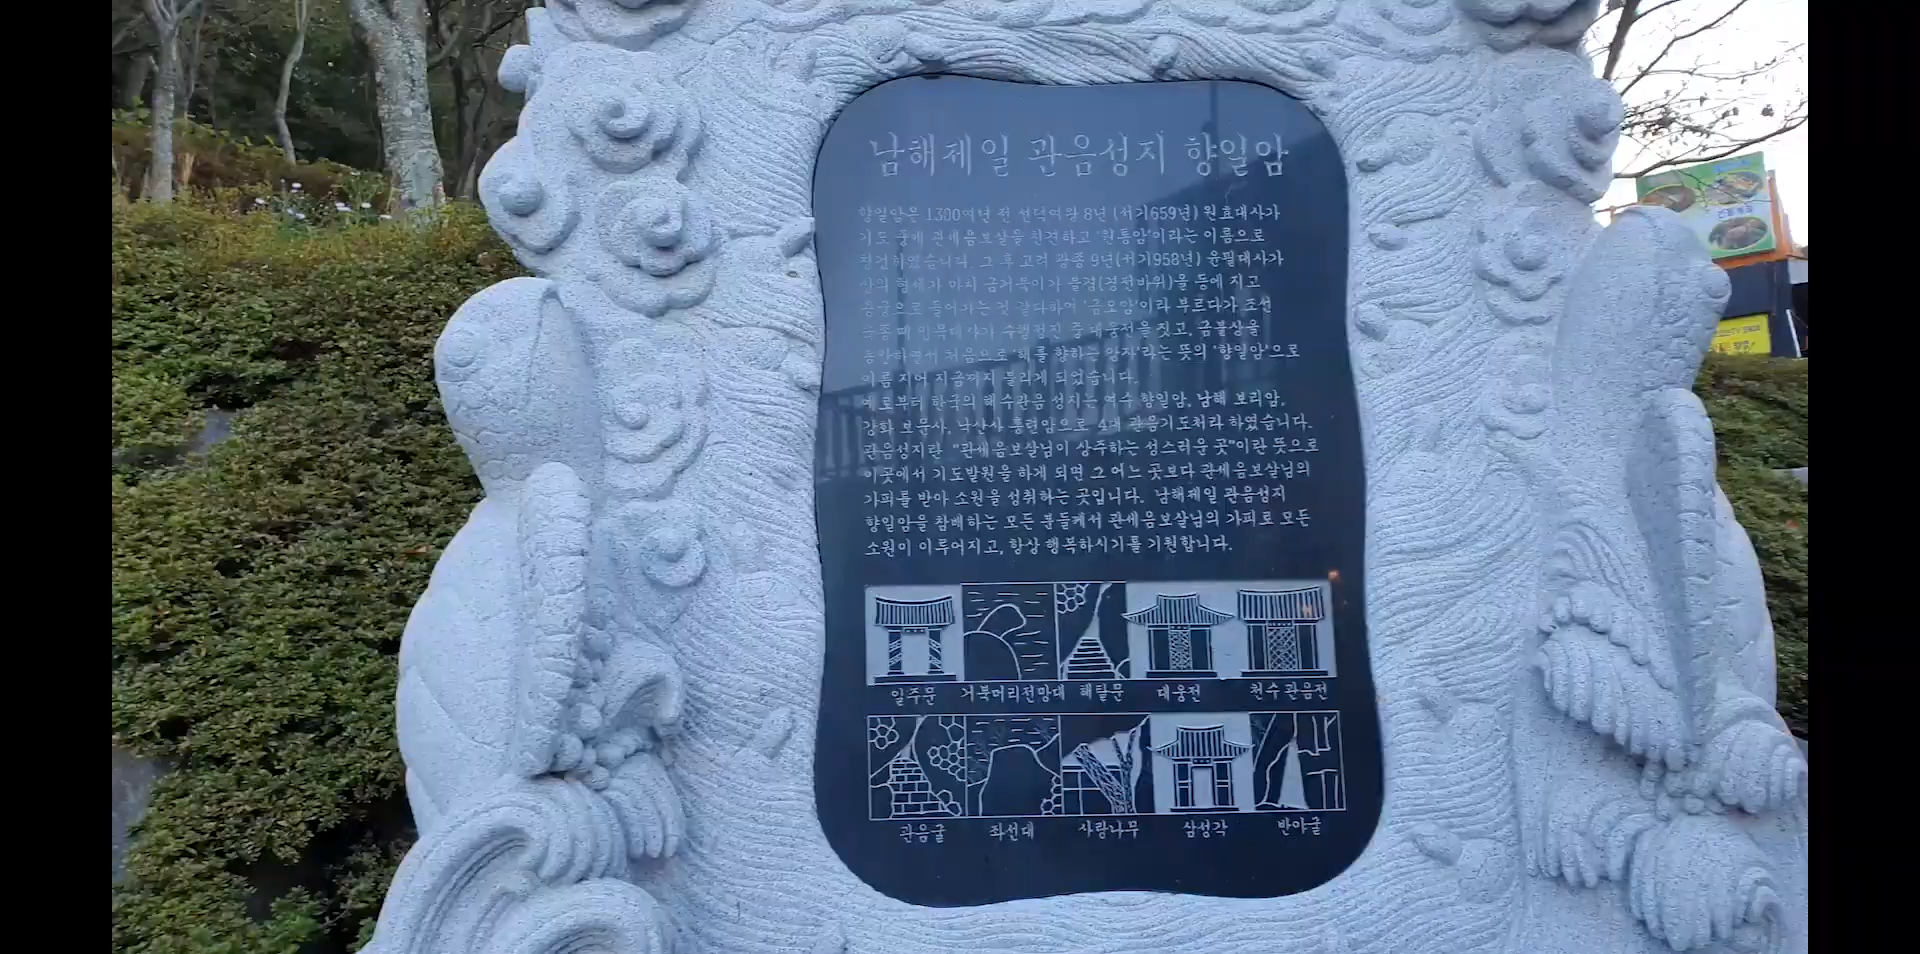 남해제일 관음성지 향일암
향일암은 1300여년 전 선덕여왕 8년 (서기659년) 원효대사가
기도 중에 관세음보살을 친견하고 '원통암'이라는 이름으로
창건하였습니다. 그 후 고려 광종 9년(서기958년) 윤필대사가
산의 형세가 마치 금거북이가 불경(경전바위)을 등에 지고
용궁으로 들어가는 것 같다하여 '금오암'이라 부르다가 조선
숙종 때 인묵대사가 수행정진 중 대웅전을 짓고, 금불상을
봉안하면서 처음으로 '해를 향하는 암자'라는 뜻의 '향일암'으로
이름 지어 지금까지 불리게 되었습니다.
예로부터 한국의 해수관음 성지는 여수 향일암, 남해 보리암,
강화 보문사, 낙산사 홍련암으로 4대 관음기도처라 하였습니다.
관음성지란 "관세음보살님이 상주하는 성스러운 곳"이란 뜻으로
이곳에서 기도발원을 하게 되면 그 어느 곳보다 관세음보살님의
가피를 받아 소원을 성취하는 곳입니다. 남해제일 관음성지
향일암을 참배하는 모든 분들께서 관세음보살님의 가피로 모든
소원이 이루어지고, 항상 행복하시기를 기원합니다.
일주문 거북머리전망대 해탈문 대웅전 천수관음전
관음굴 좌선대 사랑나무 삼성각 반야굴